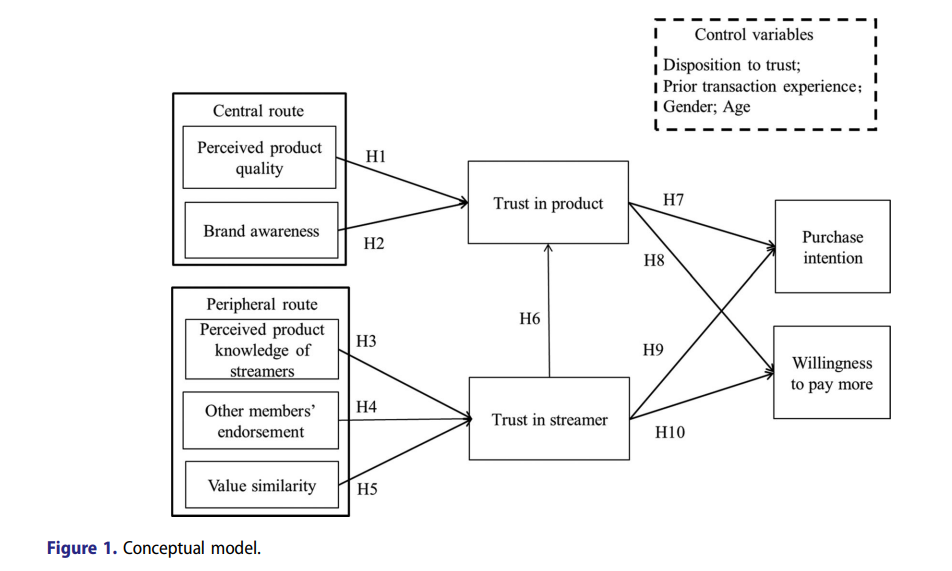 Control variables
Disposition to trust;
Prior transaction experience;
Gender; Age
Central route
Perceived product
quality
H1
Brand awareness
H2
Trust in product
H7
H8
Purchase
intention
Peripheral route
Perceived product
knowledge of
streamers
H3
Other members’
endorsement
H4
Value similarity
H5
H6
Trust in streamer
H9
H10
Willingness
to pay more
Figure 1. Conceptual model.